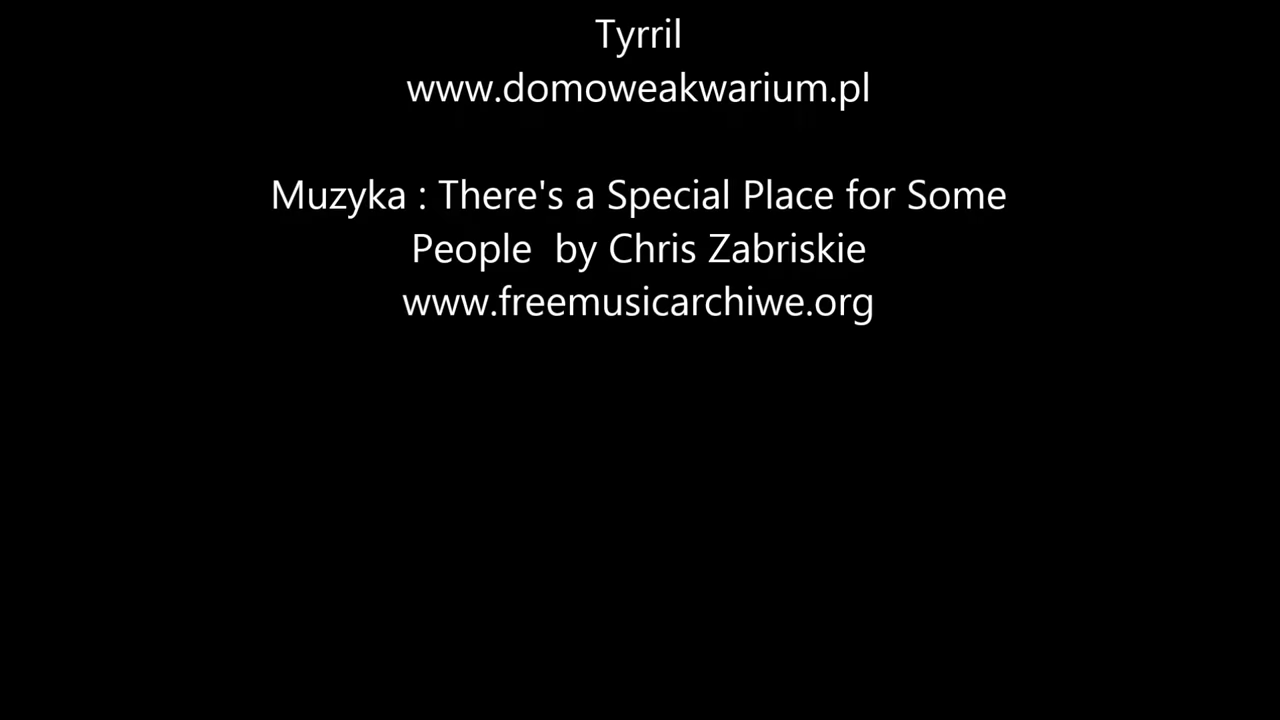 Tyrril
www.domoweakwarium.pl
Muzyka : There's a Special Place for Some
People  by Chris Zabriskie
www.freemusicarchiwe.org